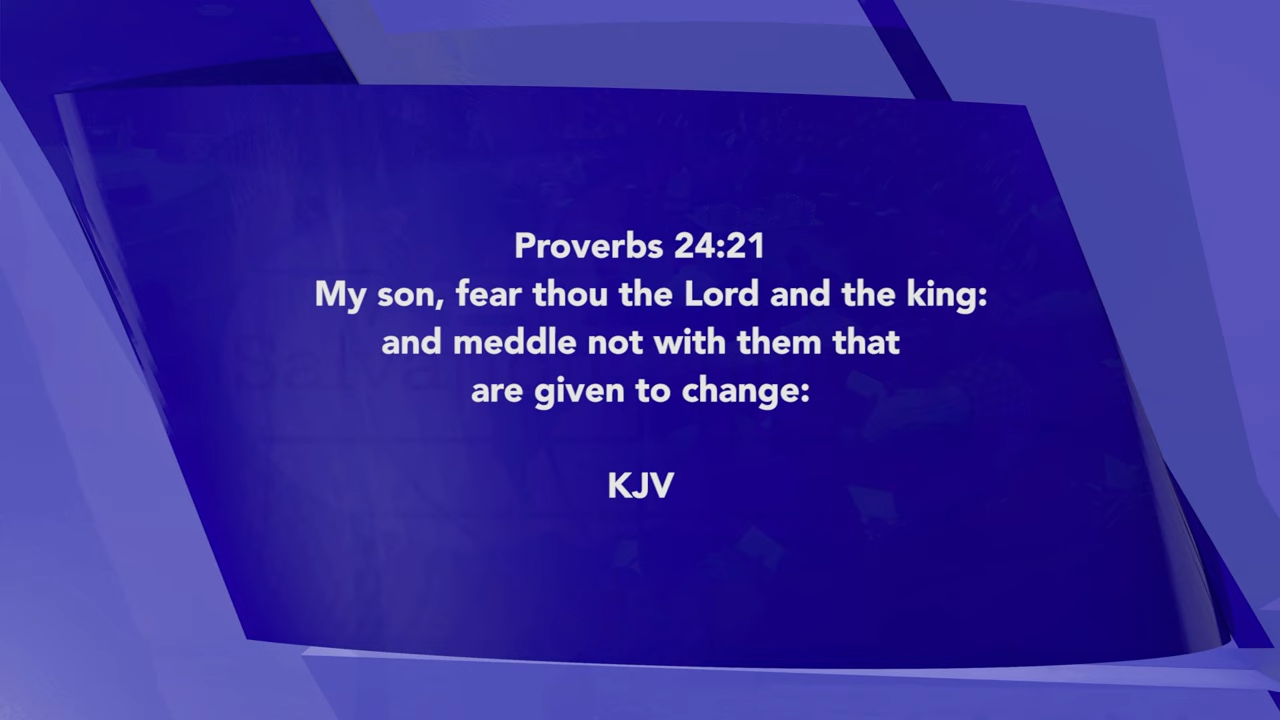 Proverbs 24:21
My son, fear thou the Lord and the king:
and meddle not with them that
are given to change:
KJV